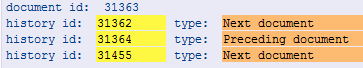 document id: 31363
history id: 31362 type: Next document
history id: 31364 type: Preceding document
history id: 31455 type: Next document